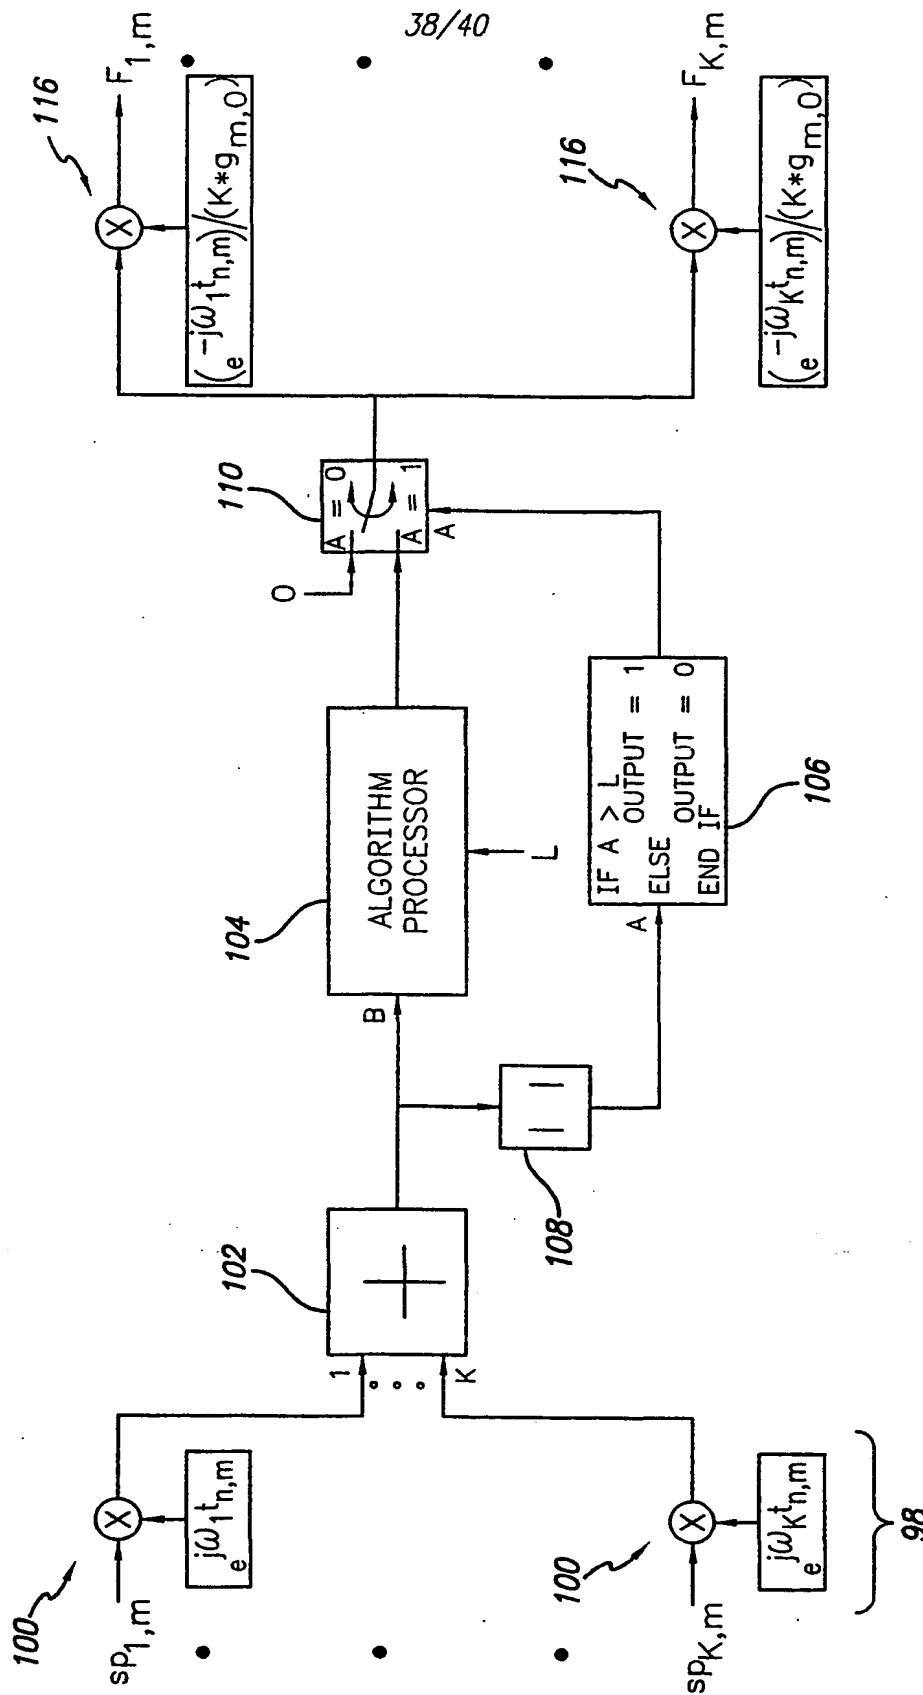 38/40
100
sp1,m
X
e^jω1tn,m
100
spK,m
X
e^jωKtn,m
98
1
K
102
+
108
| |
B
104
ALGORITHM
PROCESSOR
L
A
IF A > L
OUTPUT = 1
ELSE
OUTPUT = 0
END IF
106
0
110
A = 0
A = 1
A
116
X
F1,m
(e^-jω1tn,m)/(K*gm,0)
116
X
FK,m
(e^-jωKtn,m)/(K*gm,0)